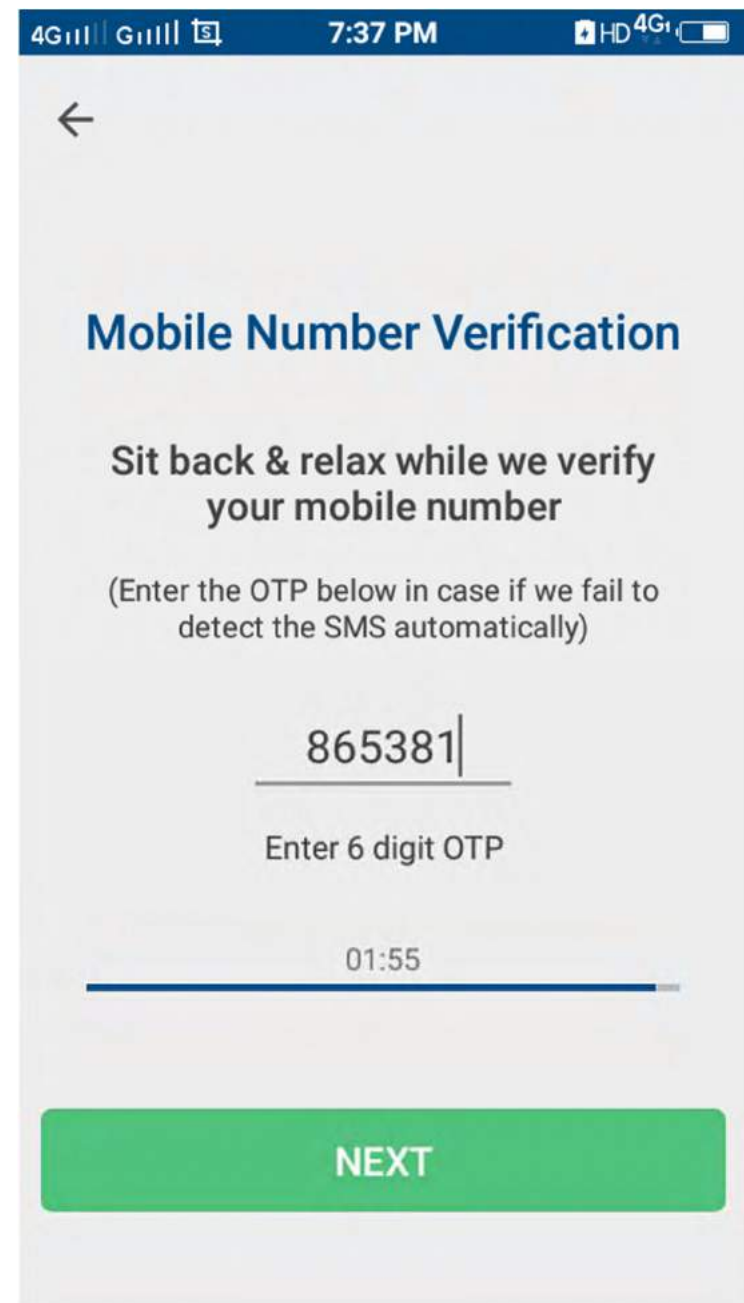 4G G 7:37 PM HD 4G
Mobile Number Verification
Sit back & relax while we verify
your mobile number
(Enter the OTP below in case if we fail to
detect the SMS automatically)
865381
Enter 6 digit OTP
01:55
NEXT